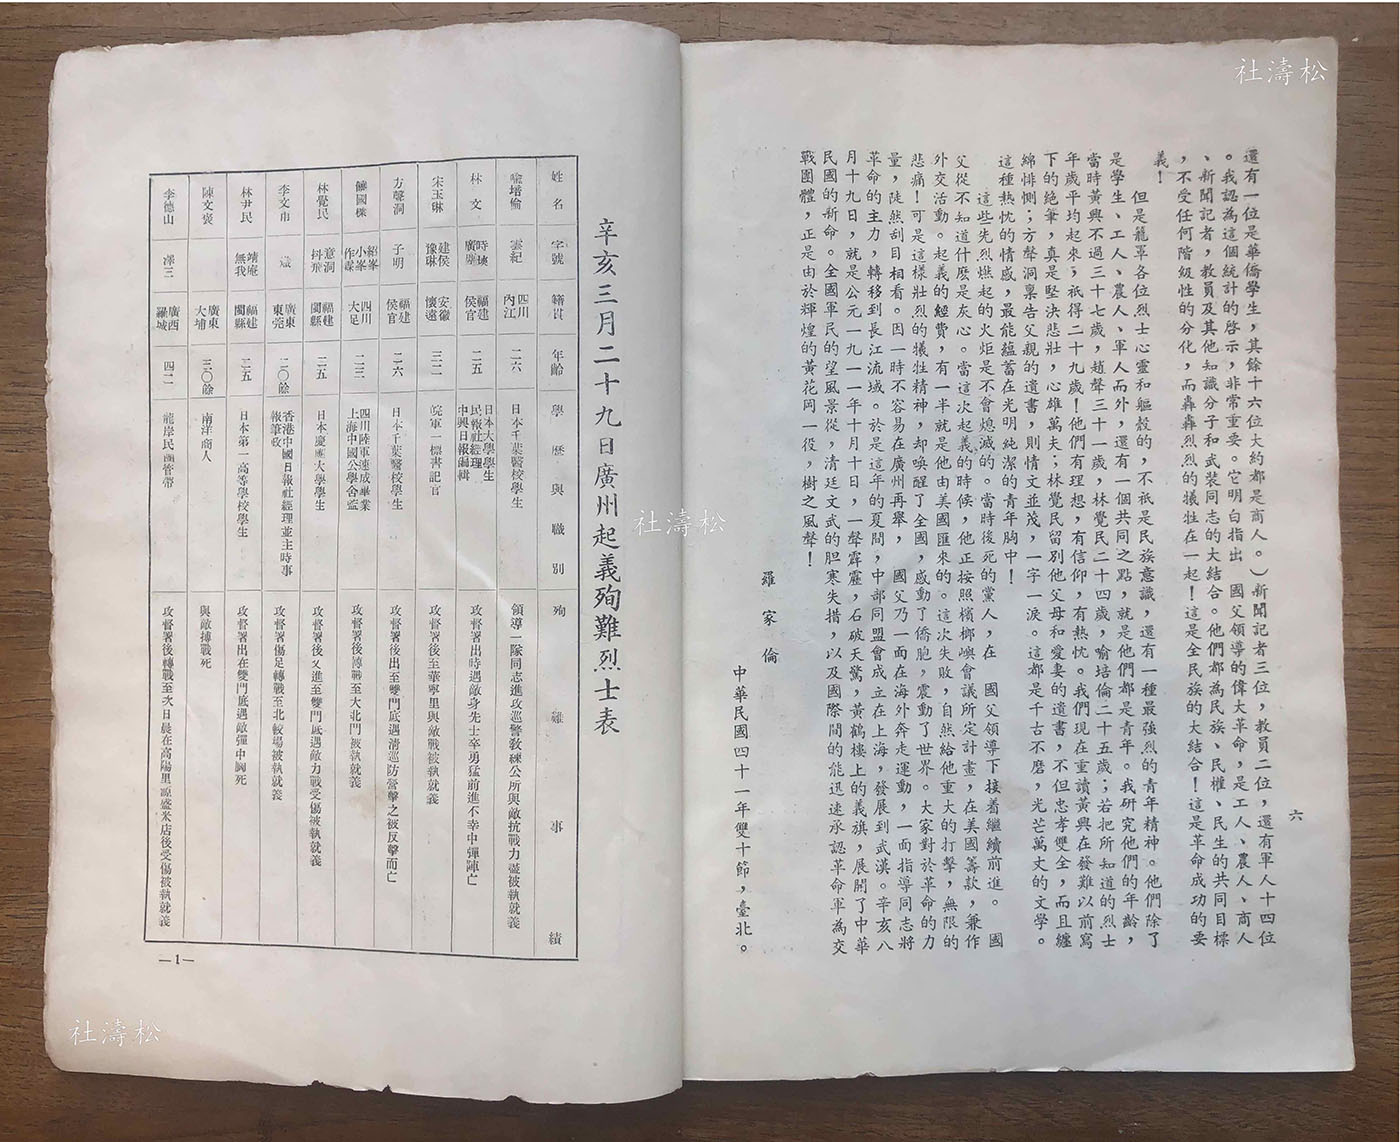 松濤社
六
還有一位是華僑學生,其餘十六位大約都是商人。)新聞記者三位,教員二位,還有軍人十四位
。我認為這個統計的啓示,非常重要。它明白指出 國父領導的偉大革命,是工人、農人、商人
、新聞記者,教員及其他知識分子和武裝同志的大結合。他們都為民族、民權、民生的共同目標
,不受任何階級性的分化,而轟轟烈烈的犧牲在一起!這是全民族的大結合!這是革命成功的要
義!
但是籠罩各位烈士心靈和軀殼的,不祇是民族意識,還有一種最強烈的青年精神。他們除了
是學生、工人、農人、軍人而外,還有一個共同之點,就是他們都是青年。我研究他們的年齡,
當時黃興不過三十七歲,趙聲三十一歲,林覺民二十四歲,喻培倫二十五歲;若把所知道的烈士
年歲平均起來,祇得二十九歲!他們有理想,有信仰,有熱忱。我們現在重讀黃興在發難以前寫
下的絕筆,真是堅決悲壯,心雄萬夫;林覺民留別他父母和愛妻的遺書,不但忠孝雙全,而且纏
綿悱惻;方聲洞稟告父親的遺書,則情文並茂,一字一淚。這都是千古不磨,光芒萬丈的文學。
這種熱忱的情感,最能蘊蓄在光明純潔的青年胸中!
這些先烈燃起的火炬是不會熄滅的。當時後死的黨人,在 國父領導下接着繼續前進。 國
父從不知道什麽是灰心。當這次起義的時候,他正按照檳榔嶼會議所定計畫,在美國籌款,兼作
外交活動。起義的經費,有一半就是他由美國匯來的。這次失敗,自然給他重大的打擊,無限的
悲痛!可是這樣壯烈的犧牲精神,却喚醒了全國,感動了僑胞,震動了世界。大家對於革命的力
量,陡然刮目相看。因一時不容易在廣州再舉, 國父乃一面在海外奔走運動,一面指導同志將
革命的主力,轉移到長江流域。於是這年的夏間,中部同盟會成立在上海,發展到武漢。辛亥八
月十九日,就是公元一九一一年十月十日,一聲霹靂,石破天驚,黃鶴樓上的義旗,展開了中華
民國的新命。全國軍民的望風景從,清廷文武的胆寒失措,以及國際間的能迅速承認革命軍為交
戰團體,正是由於輝煌的黃花岡一役,樹之風聲!
羅家倫
中華民國四十一年雙十節,臺北。
松濤社
辛亥三月二十九日廣州起義殉難烈士表
姓名 字號 籍貫 年齡 學歷與職別 殉難事績
喻培倫 雲紀 四川內江 二六 日本千葉醫校學生 領導一隊同志進攻巡警教練公所與敵抗戰力盡被執就義
林文 時塽廣塵 福建侯官 二五 日本大學學生民報社經理中興日報編輯 攻督署出時遇敵身先士卒勇猛前進不幸中彈陣亡
宋玉琳 建侯豫琳 安徽懷遠 三二 皖軍一標書記官 攻督署後至華寧里與敵戰被執就義
方聲洞 子明 福建侯官 二六 日本千葉醫校學生 攻督署後出至雙門底遇清巡防營擊之被反擊而亡
饒國樑 紹峯小峯作霖 四川大足 二三 四川陸軍速成畢業上海中國公學舍監 攻督署後轉戰至大北門被執就義
林覺民 意洞抖飛 福建閩縣 二五 日本慶應大學學生 攻督署後又進至雙門底遇敵力戰受傷被執就義
李文甫 熾 廣東東莞 二〇餘 香港中國日報社經理並主時事報筆政 攻督署傷足轉戰至北較場被執就義
林尹民 靖庵無我 福建閩縣 二五 日本第一高等學校學生 攻督署出在雙門底遇敵彈中胸死
陳文褒 廣東大埔 三〇餘 南洋商人 與敵搏戰死
李德山 澤三 廣西羅城 四二 龍岸民團管帶 攻督署後轉戰至次日晨在高陽里源盛米店後受傷被執就義
—1—
松濤社